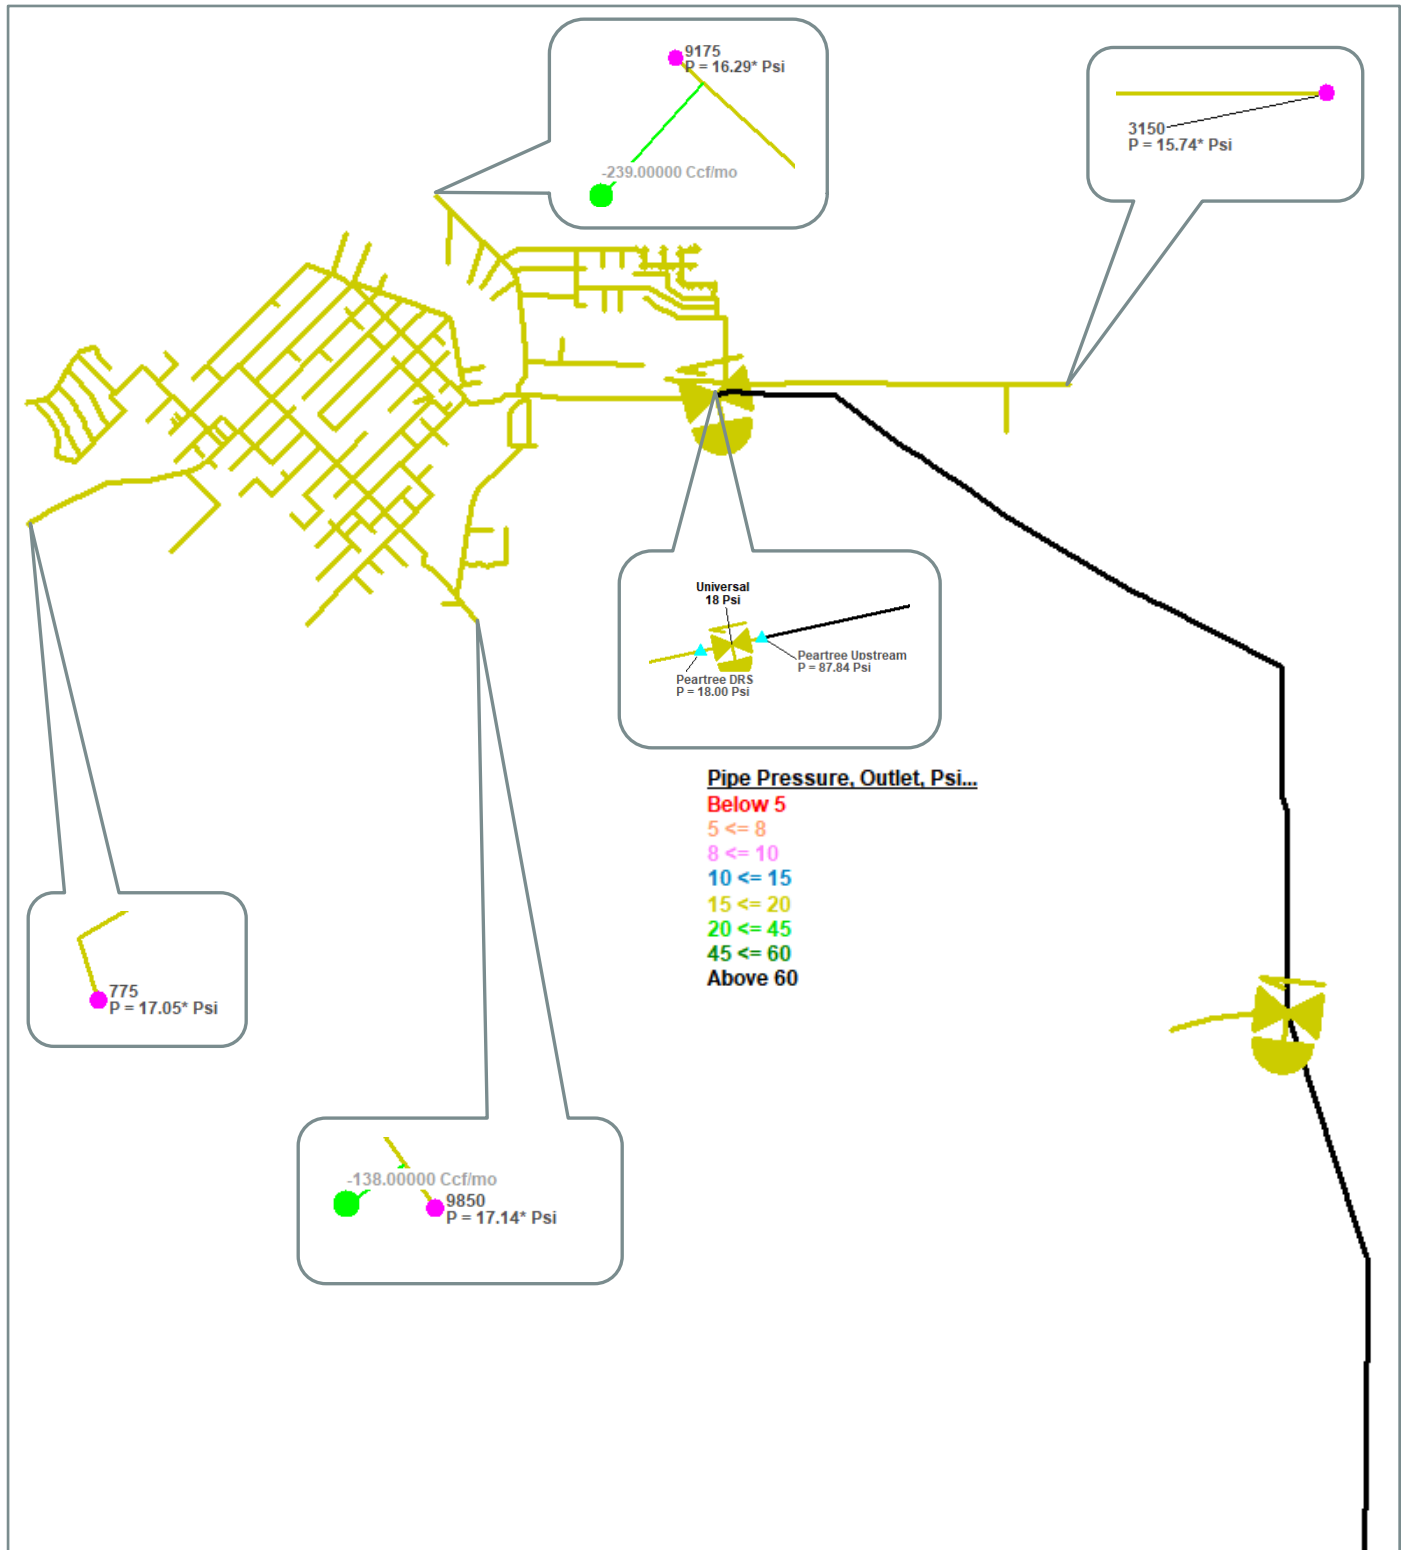 9175
P = 16.29* Psi
-239.00000 Ccf/mo
3150
P = 15.74* Psi
Universal
18 Psi
Peartree Upstream
P = 87.84 Psi
Peartree DRS
P = 18.00 Psi
Pipe Pressure, Outlet, Psi...
Below 5
5 <= 8
8 <= 10
10 <= 15
15 <= 20
20 <= 45
45 <= 60
Above 60
775
P = 17.05* Psi
-138.00000 Ccf/mo
9850
P = 17.14* Psi